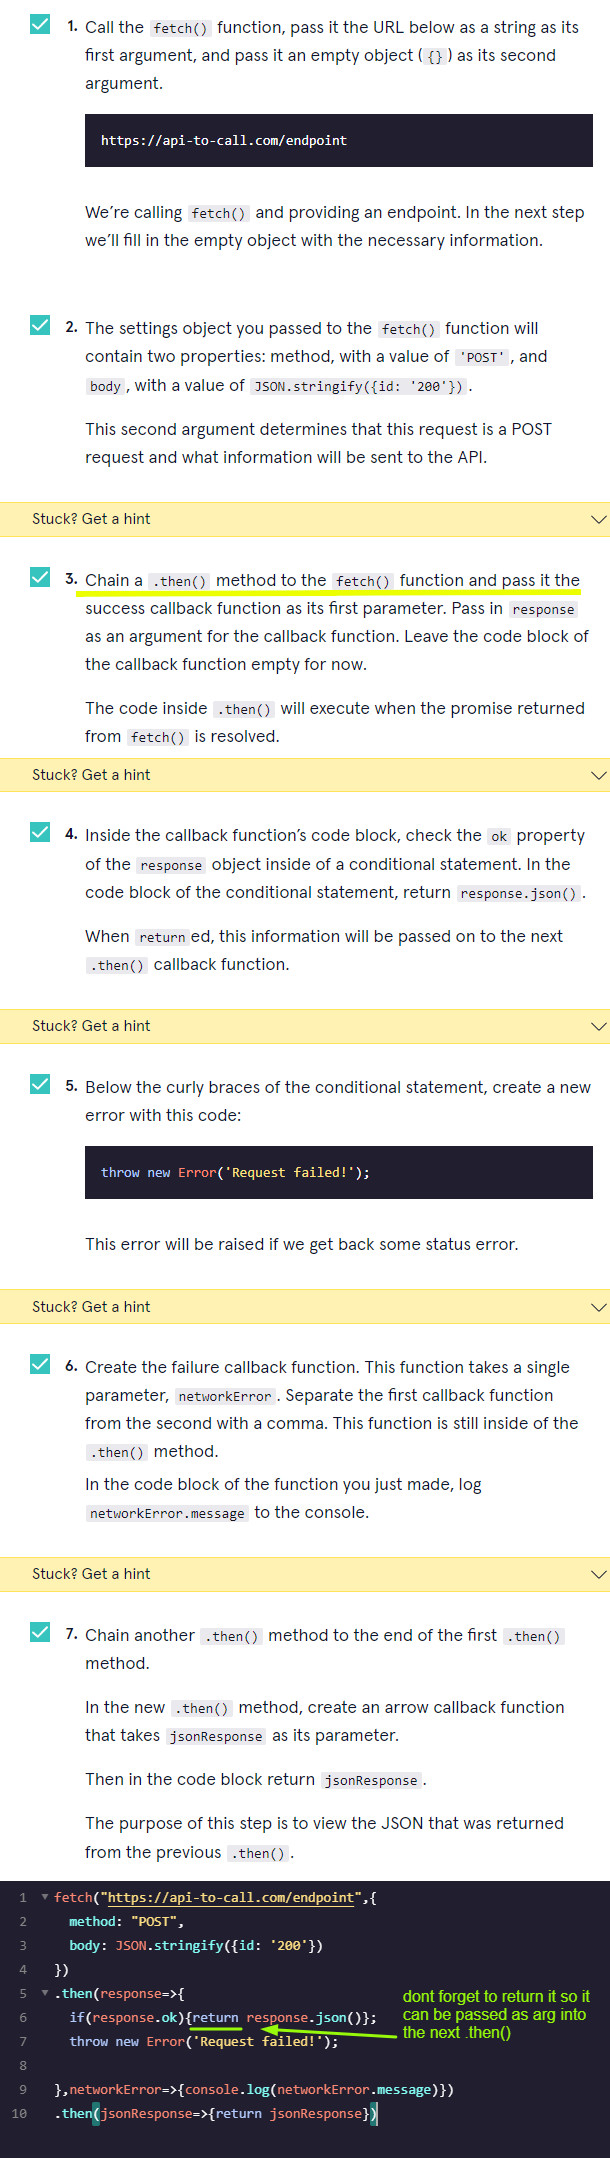 1. Call the fetch() function, pass it the URL below as a string as its
first argument, and pass it an empty object ( {} ) as its second
argument.
https://api-to-call.com/endpoint
We’re calling fetch() and providing an endpoint. In the next step
we’ll fill in the empty object with the necessary information.
2. The settings object you passed to the fetch() function will
contain two properties: method, with a value of 'POST' , and
body , with a value of JSON.stringify({id: '200'}) .
This second argument determines that this request is a POST
request and what information will be sent to the API.
Stuck? Get a hint
3. Chain a .then() method to the fetch() function and pass it the
success callback function as its first parameter. Pass in response
as an argument for the callback function. Leave the code block of
the callback function empty for now.
The code inside .then() will execute when the promise returned
from fetch() is resolved.
Stuck? Get a hint
4. Inside the callback function’s code block, check the ok property
of the response object inside of a conditional statement. In the
code block of the conditional statement, return response.json() .
When return ed, this information will be passed on to the next
.then() callback function.
Stuck? Get a hint
5. Below the curly braces of the conditional statement, create a new
error with this code:
throw new Error('Request failed!');
This error will be raised if we get back some status error.
Stuck? Get a hint
6. Create the failure callback function. This function takes a single
parameter, networkError . Separate the first callback function
from the second with a comma. This function is still inside of the
.then() method.
In the code block of the function you just made, log
networkError.message to the console.
Stuck? Get a hint
7. Chain another .then() method to the end of the first .then()
method.
In the new .then() method, create an arrow callback function
that takes jsonResponse as its parameter.
Then in the code block return jsonResponse .
The purpose of this step is to view the JSON that was returned
from the previous .then() .
1 fetch("https://api-to-call.com/endpoint",{
2 method: "POST",
3 body: JSON.stringify({id: '200'})
4 })
5 .then(response=>{
6 if(response.ok){return response.json()};
7 throw new Error('Request failed!');
8
9 },networkError=>{console.log(networkError.message)})
10 .then(jsonResponse=>{return jsonResponse})
dont forget to return it so it
can be passed as arg into
the next .then()